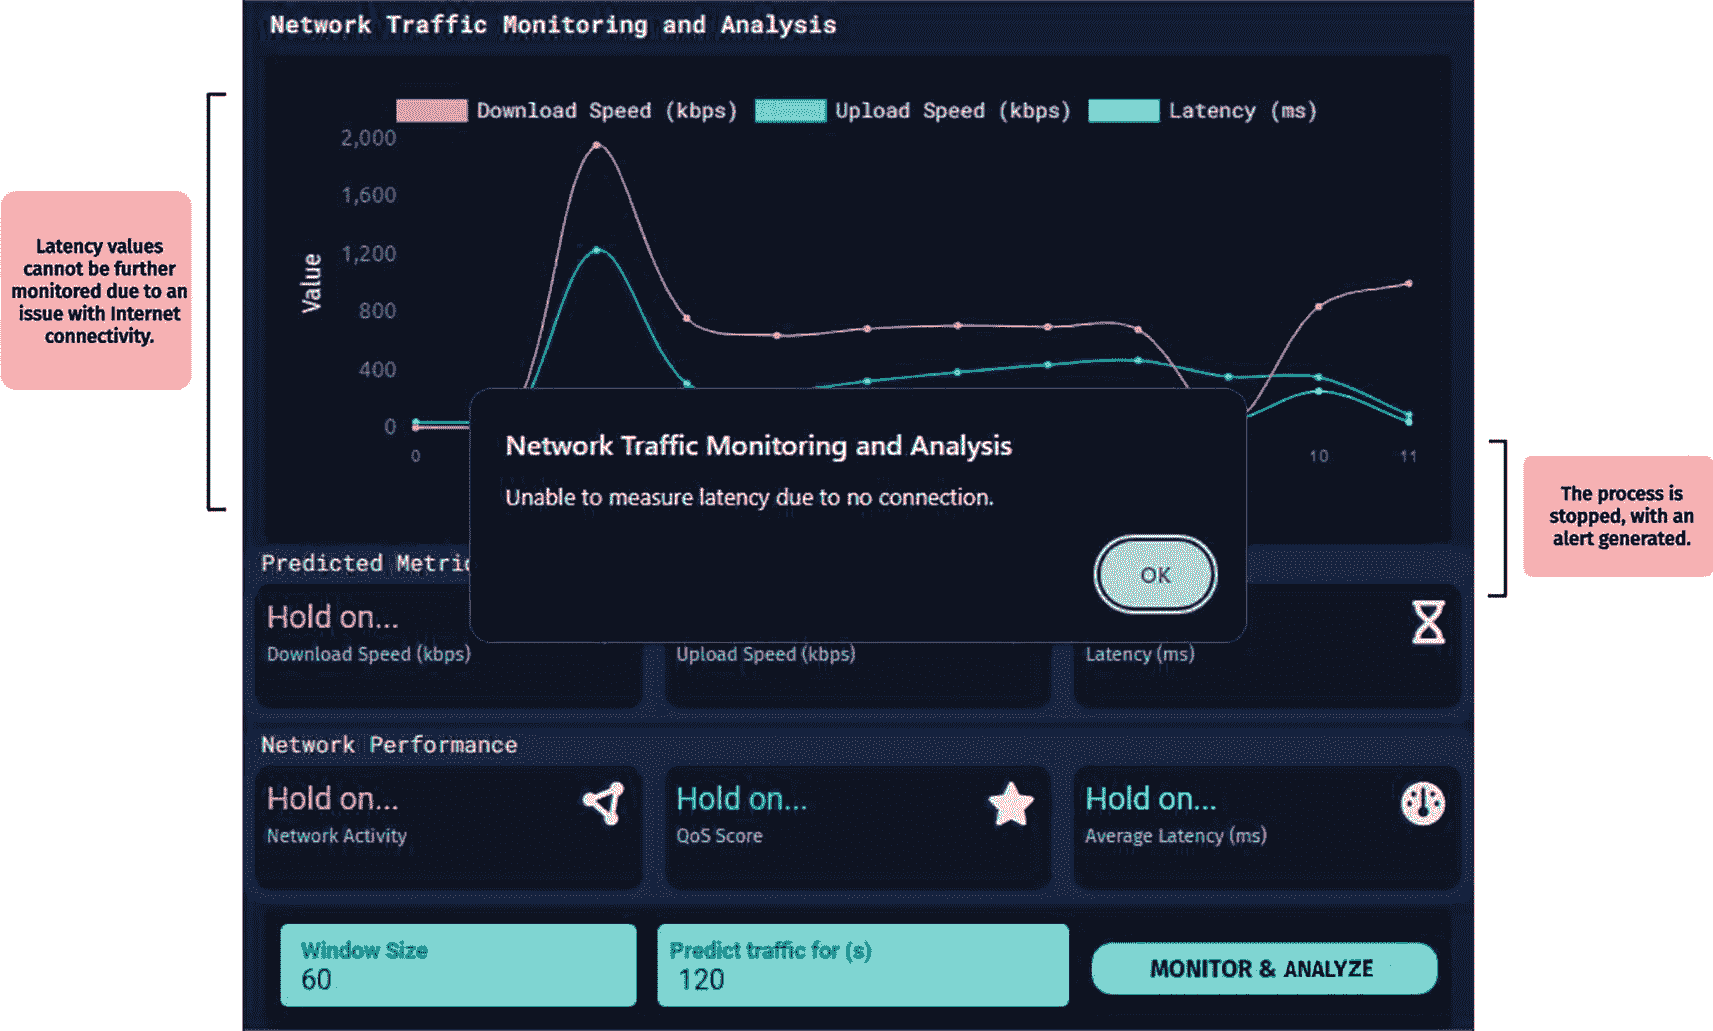 Network Traffic Monitoring and Analysis
Download Speed (kbps)
Upload Speed (kbps)
Latency (ms)
2,000
1,600
1,200
800
400
0
Value
0
10
11
Latency values
cannot be further
monitored due to an
issue with Internet
connectivity.
Network Traffic Monitoring and Analysis
Unable to measure latency due to no connection.
OK
The process is
stopped, with an
alert generated.
Predicted Metric
Hold on...
Download Speed (kbps)
Upload Speed (kbps)
Latency (ms)
Network Performance
Hold on...
Network Activity
Hold on...
QoS Score
Hold on...
Average Latency (ms)
Window Size
60
Predict traffic for (s)
120
MONITOR & ANALYZE